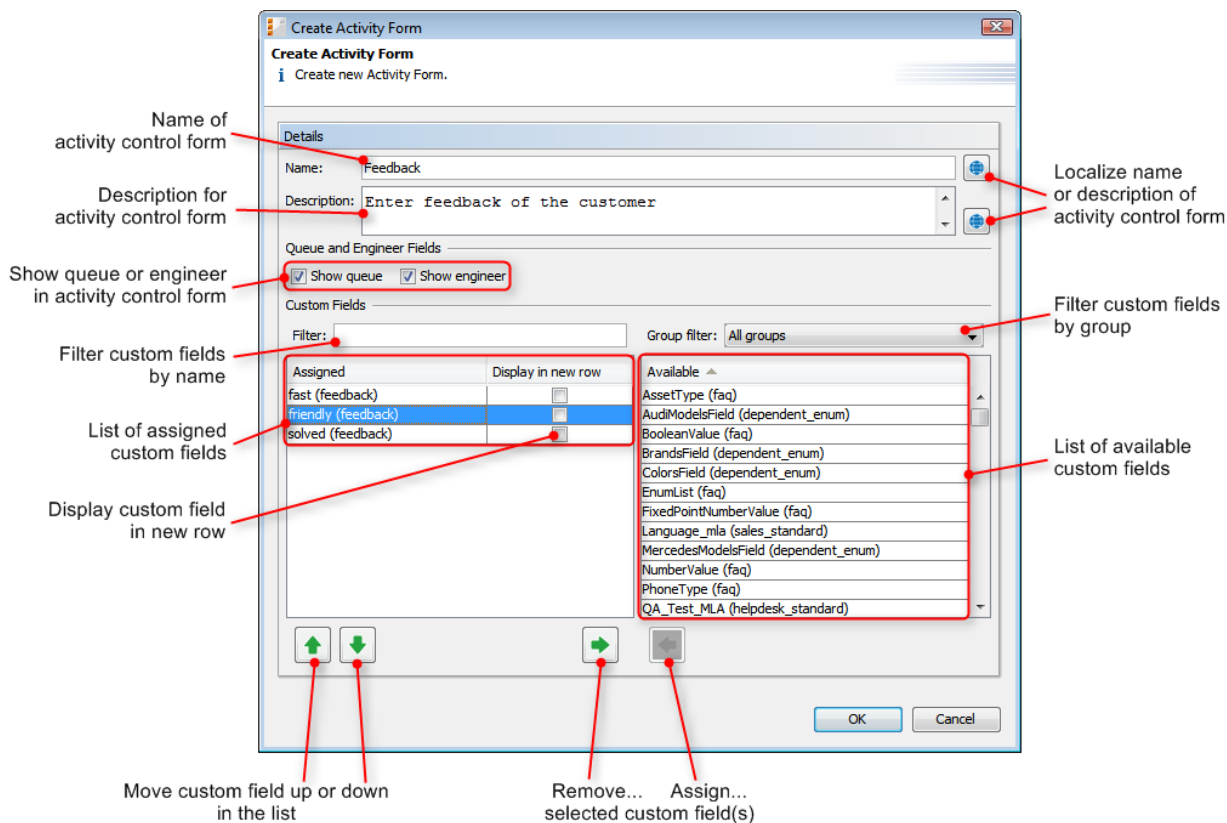 Create Activity Form
Create Activity Form
i Create new Activity Form.
Name of
activity control form
Details
Name: Feedback
Localize name
or description of
activity control form
Description for
activity control form
Description: Enter feedback of the customer
Queue and Engineer Fields
Show queue or engineer
in activity control form
Show queue Show engineer
Custom Fields
Filter custom fields
by group
Filter: Group filter: All groups
Filter custom fields
by name
Assigned Display in new row Available
fast (feedback) AssetType (faq)
friendly (feedback) AudiModelsField (dependent_enum)
solved (feedback) BooleanValue (faq)
BrandsField (dependent_enum)
ColorsField (dependent_enum)
EnumList (faq)
FixedPointNumberValue (faq)
Language_mla (sales_standard)
MercedesModelsField (dependent_enum)
NumberValue (faq)
PhoneType (faq)
QA_Test_MLA (helpdesk_standard)
List of assigned
custom fields
List of available
custom fields
Display custom field
in new row
OK Cancel
Move custom field up or down
in the list
Remove... Assign...
selected custom field(s)